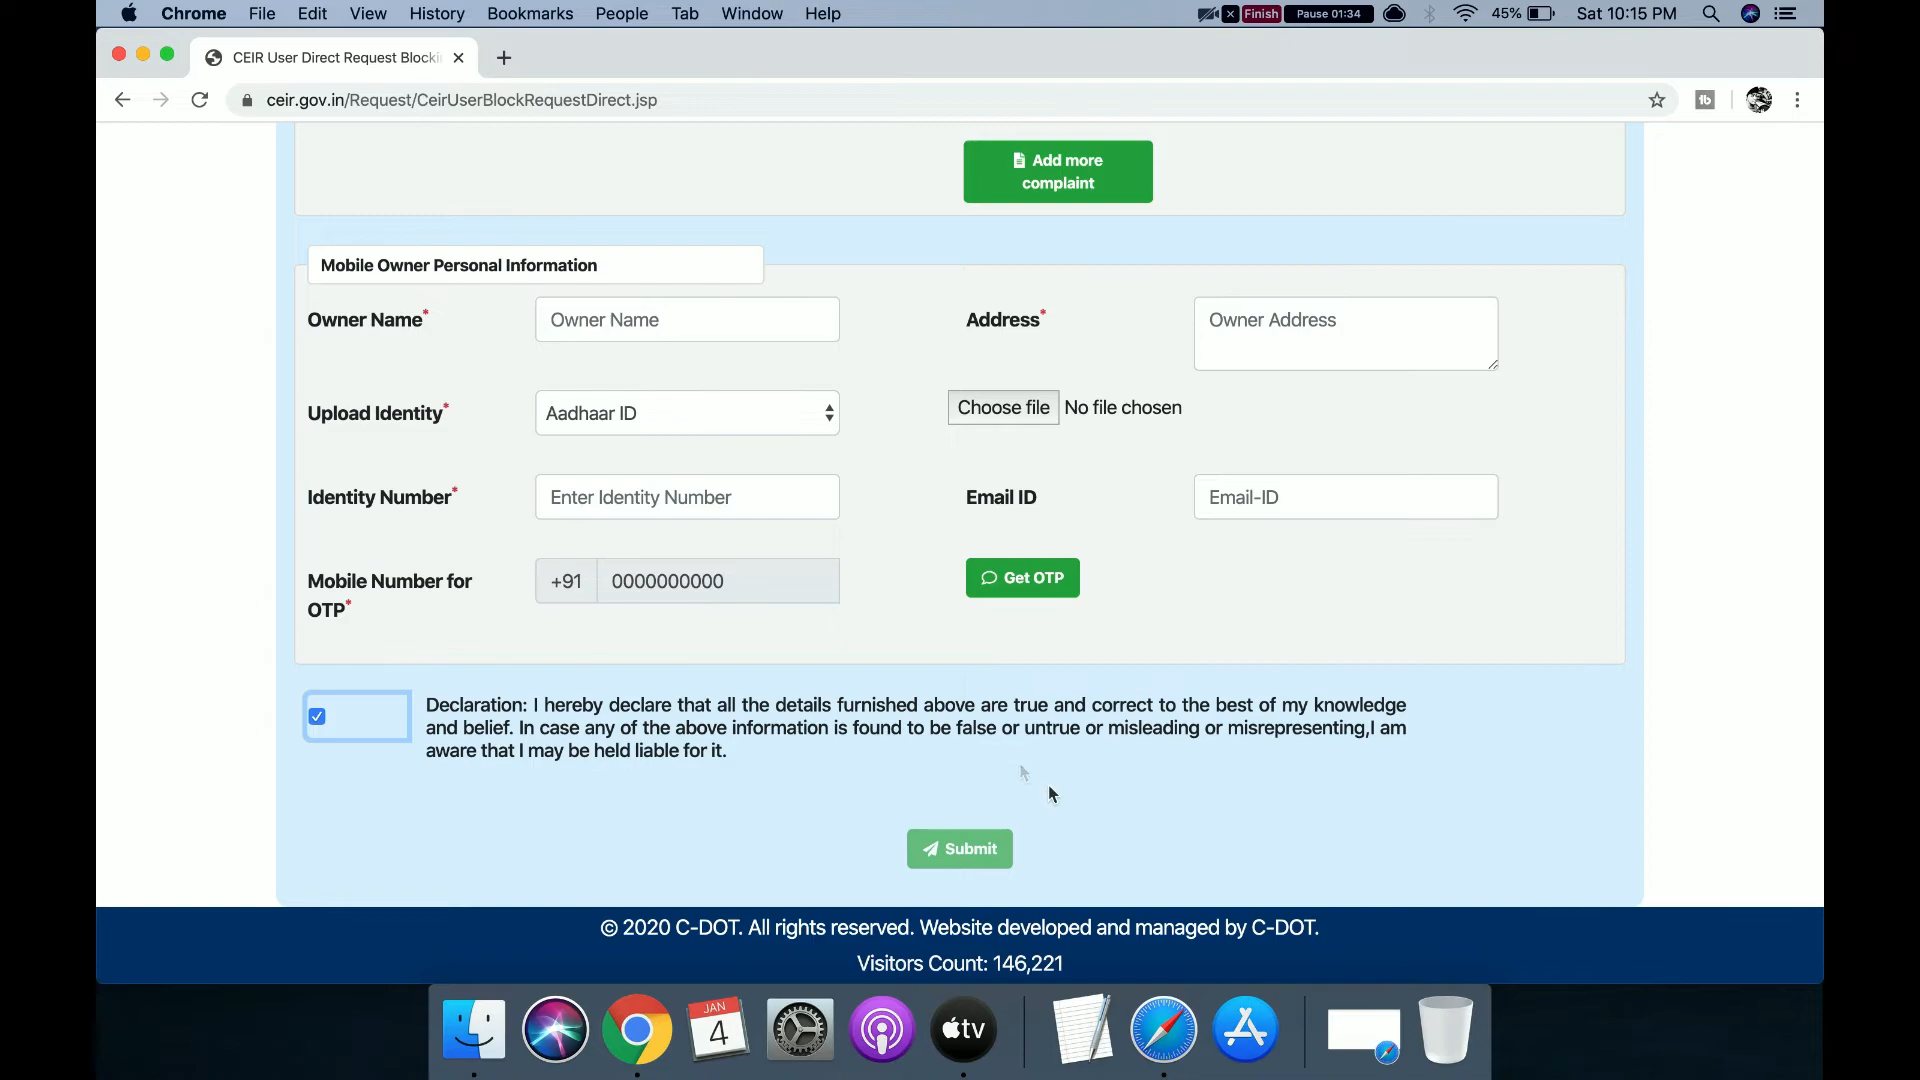 Chrome File Edit View History Bookmarks People Tab Window Help
Finish Pause 01:34 45% Sat 10:15 PM
CEIR User Direct Request Blocki
ceir.gov.in/Request/CeirUserBlockRequestDirect.jsp
Add more
complaint
Mobile Owner Personal Information
Owner Name* Owner Name Address* Owner Address
Upload Identity* Aadhaar ID Choose file No file chosen
Identity Number* Enter Identity Number Email ID Email-ID
Mobile Number for +91 0000000000 Get OTP
OTP*
Declaration: I hereby declare that all the details furnished above are true and correct to the best of my knowledge
and belief. In case any of the above information is found to be false or untrue or misleading or misrepresenting,I am
aware that I may be held liable for it.
Submit
© 2020 C-DOT. All rights reserved. Website developed and managed by C-DOT.
Visitors Count: 146,221
JAN
4
tv